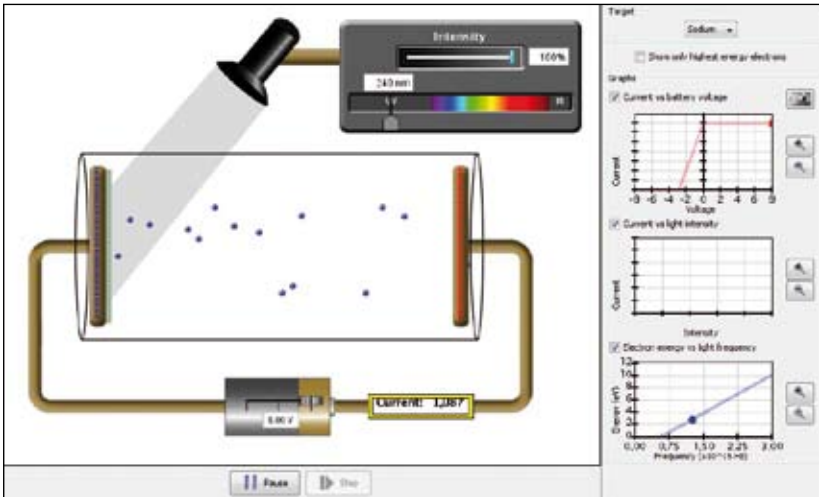 Target
Sodium
Intensity
100%
Show only highest energy electrons
240 nm
Graphs
UV
IR
Current vs battery voltage
Current
-8 -6 -4 -2 0 2 4 6 8
Voltage
Current vs light intensity
Current
Intensity
Electron energy vs light frequency
12
10
8
6
4
2
0
Energy (eV)
0,00 0,75 1,50 2,25 3,00
Frequency (x10^15 Hz)
Current: 1,087
Pause
Step